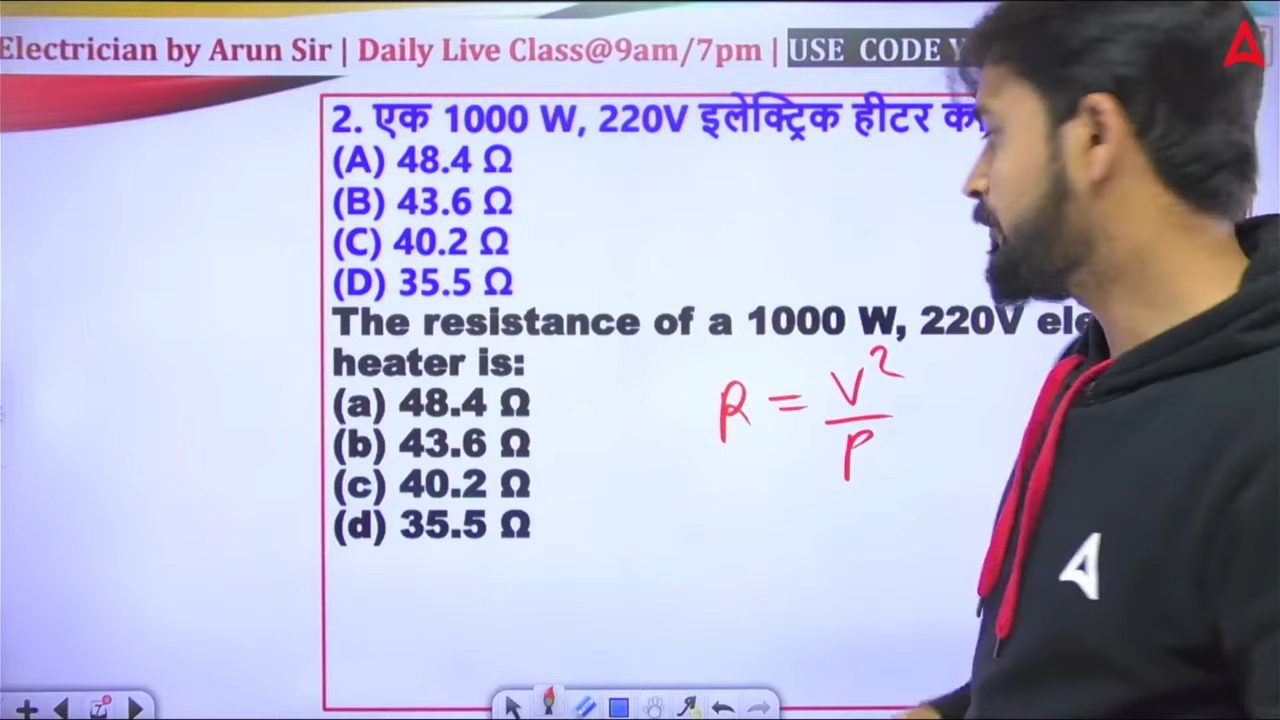 Electrician by Arun Sir | Daily Live Class@9am/7pm | USE CODE
2. एक 1000 W, 220V इलेक्ट्रिक हीटर
(A) 48.4 Ω
(B) 43.6 Ω
(C) 40.2 Ω
(D) 35.5 Ω
The resistance of a 1000 W, 220V
heater is:
(a) 48.4 Ω
(b) 43.6 Ω
(c) 40.2 Ω
(d) 35.5 Ω
R = V²/P